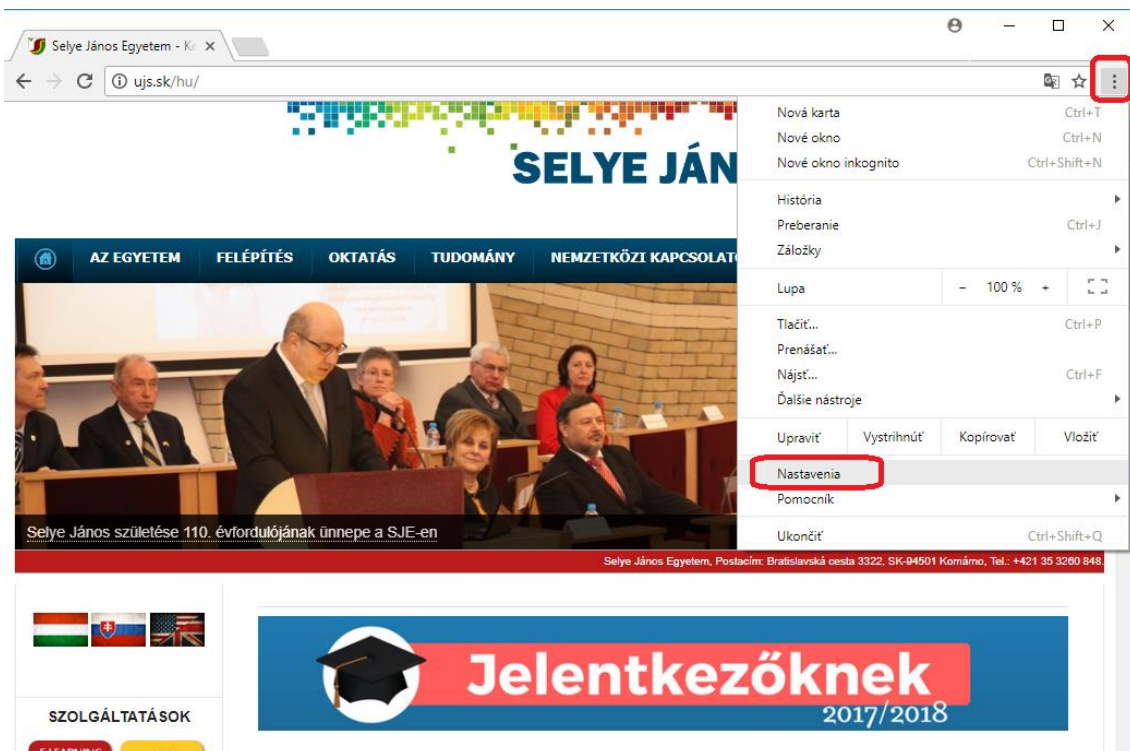 Selye János Egyetem - Ke
ujs.sk/hu/
SELYE JÁN
Nová karta Ctrl+T
Nové okno Ctrl+N
Nové okno inkognito Ctrl+Shift+N
História
Preberanie Ctrl+J
Záložky
Lupa - 100 % +
Tlačiť... Ctrl+P
Prenášať...
Nájsť... Ctrl+F
Ďalšie nástroje
Upraviť Vystrihnúť Kopírovať Vložiť
Nastavenia
Pomocník
Ukončiť Ctrl+Shift+Q
AZ EGYETEM FELÉPÍTÉS OKTATÁS TUDOMÁNY NEMZETKÖZI KAPCSOLATO
Selye János születése 110. évfordulójának ünnepe a SJE-en
Selye János Egyetem, Postacím: Bratislavská cesta 3322, SK-94501 Komárno, Tel.: +421 35 3260 848.
Jelentkezőknek
2017/2018
SZOLGÁLTATÁSOK
E-LEARNING